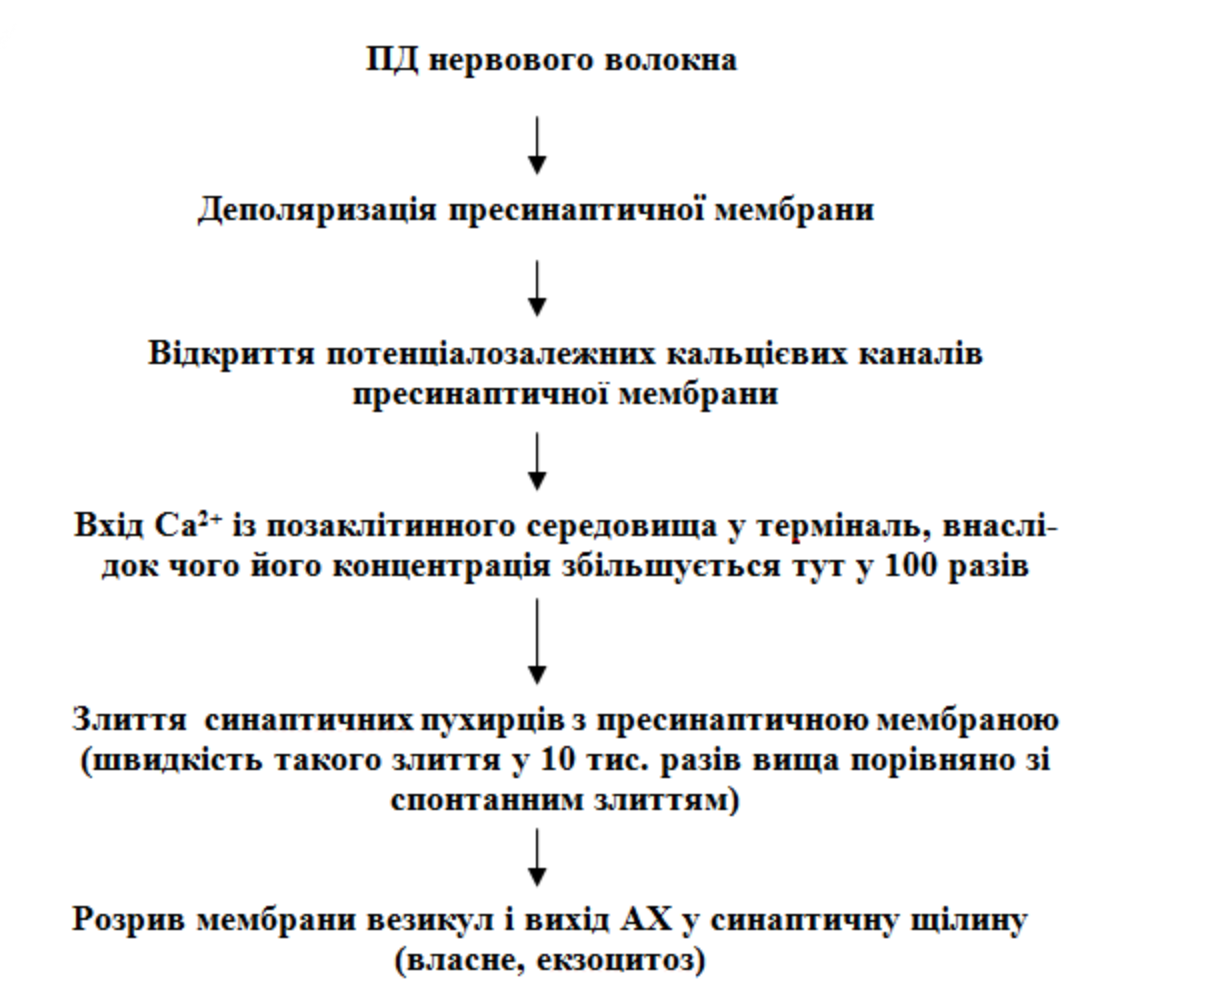 ПД нервового волокна
Деполяризація пресинаптичної мембрани
Відкриття потенціалозалежних кальцієвих каналів
пресинаптичної мембрани
Вхід Ca²⁺ із позаклітинного середовища у терміналь, внаслі-
док чого його концентрація збільшується тут у 100 разів
Злиття синаптичних пухирців з пресинаптичною мембраною
(швидкість такого злиття у 10 тис. разів вища порівняно зі
спонтанним злиттям)
Розрив мембрани везикул і вихід АХ у синаптичну щілину
(власне, екзоцитоз)